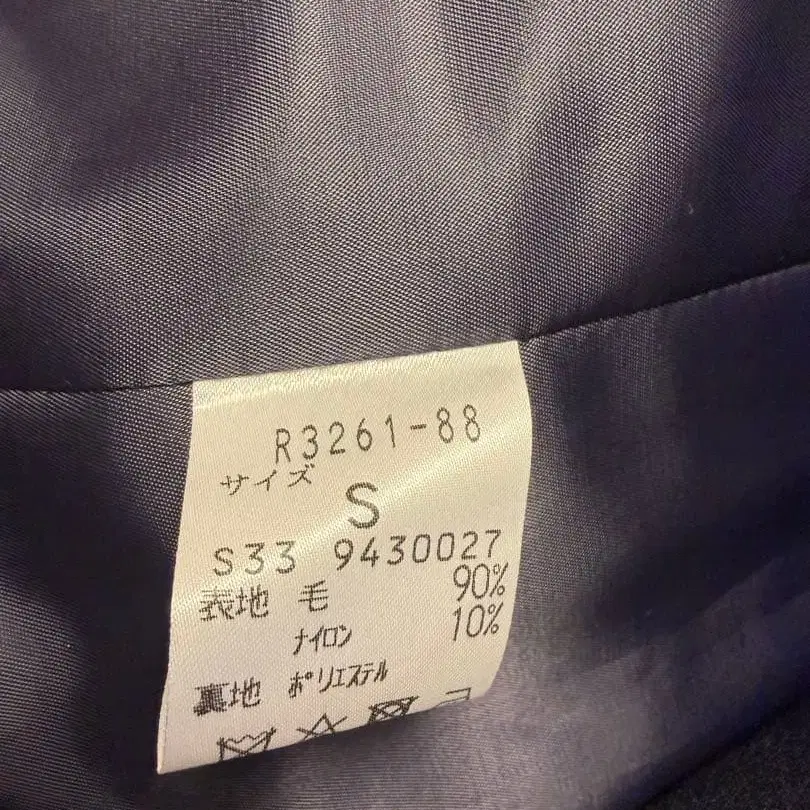 R3261-88
サイズ
S
S33 9430027
表地 毛 90%
ナイロン 10%
裏地 ポリエステル